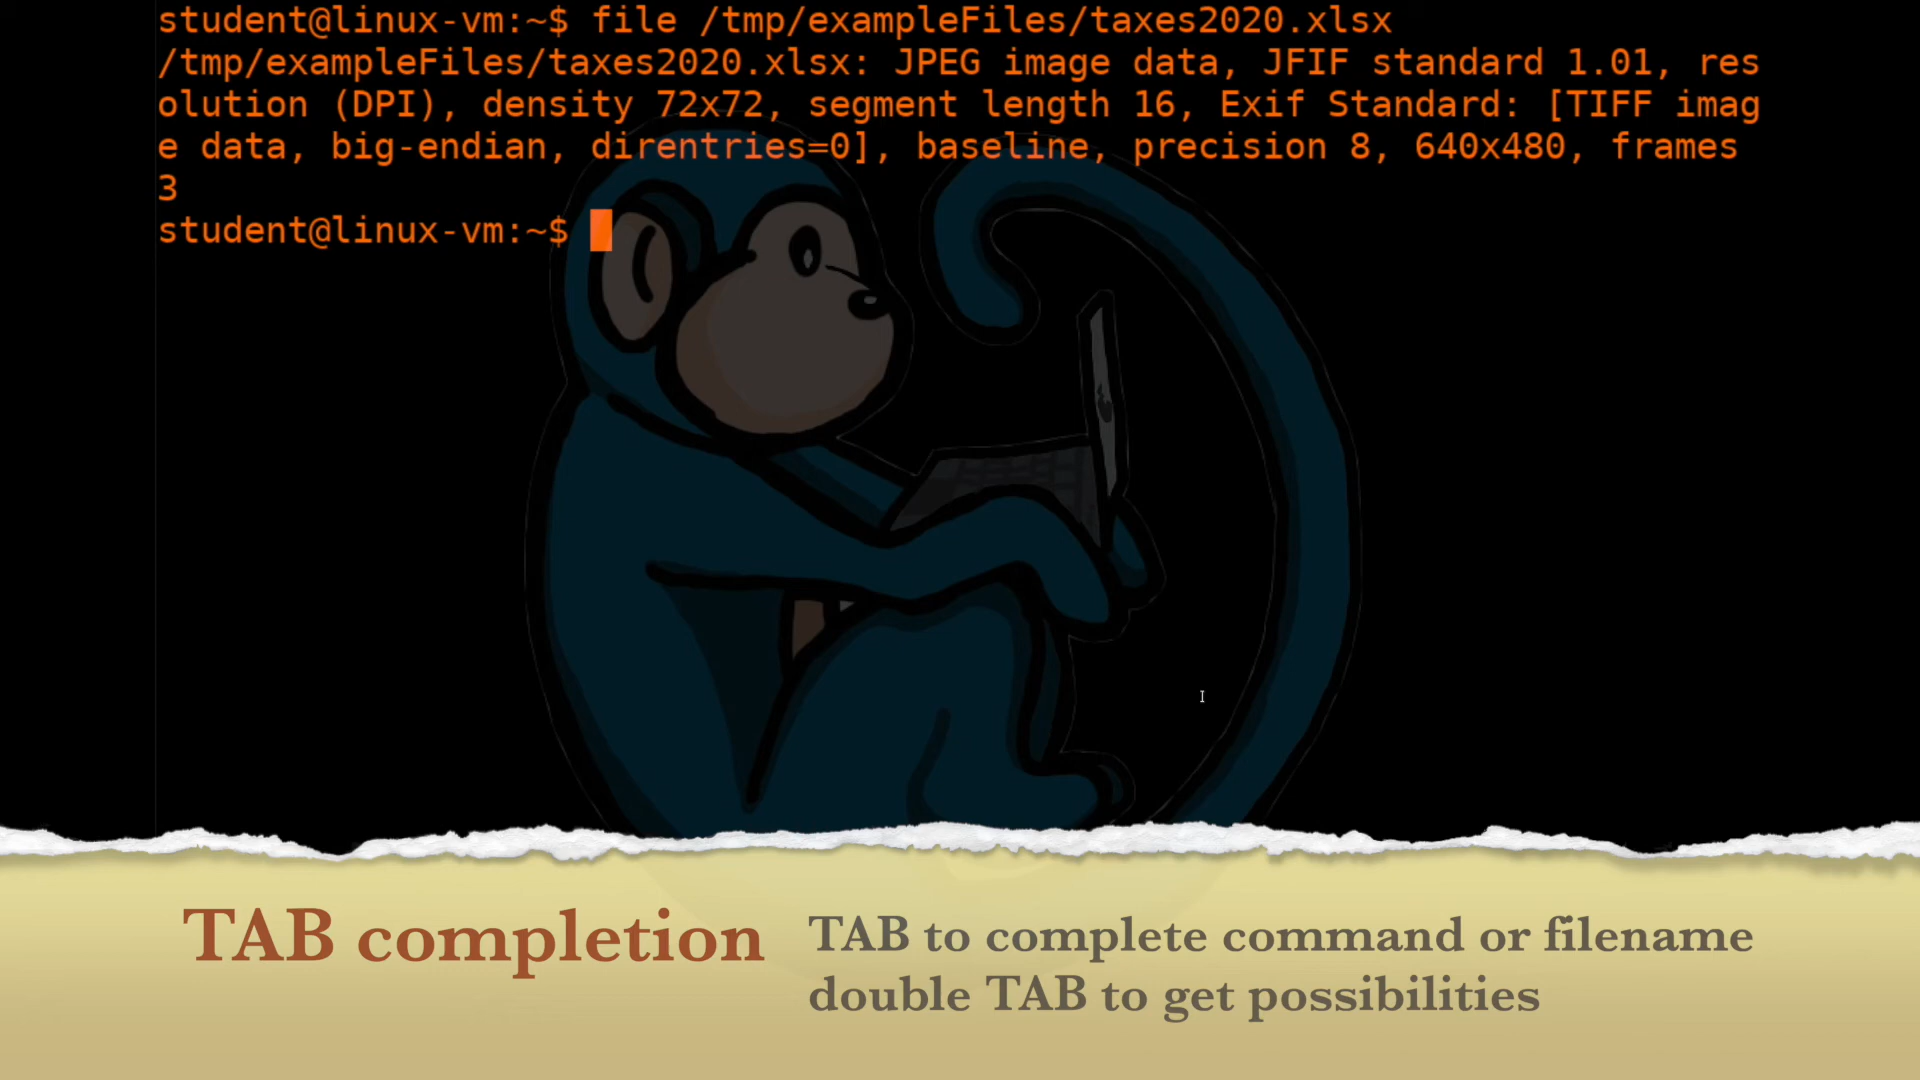 student@linux-vm:~$ file /tmp/exampleFiles/taxes2020.xlsx
/tmp/exampleFiles/taxes2020.xlsx: JPEG image data, JFIF standard 1.01, res
olution (DPI), density 72x72, segment length 16, Exif Standard: [TIFF imag
e data, big-endian, direntries=0], baseline, precision 8, 640x480, frames
3
student@linux-vm:~$
TAB completion
TAB to complete command or filename
double TAB to get possibilities